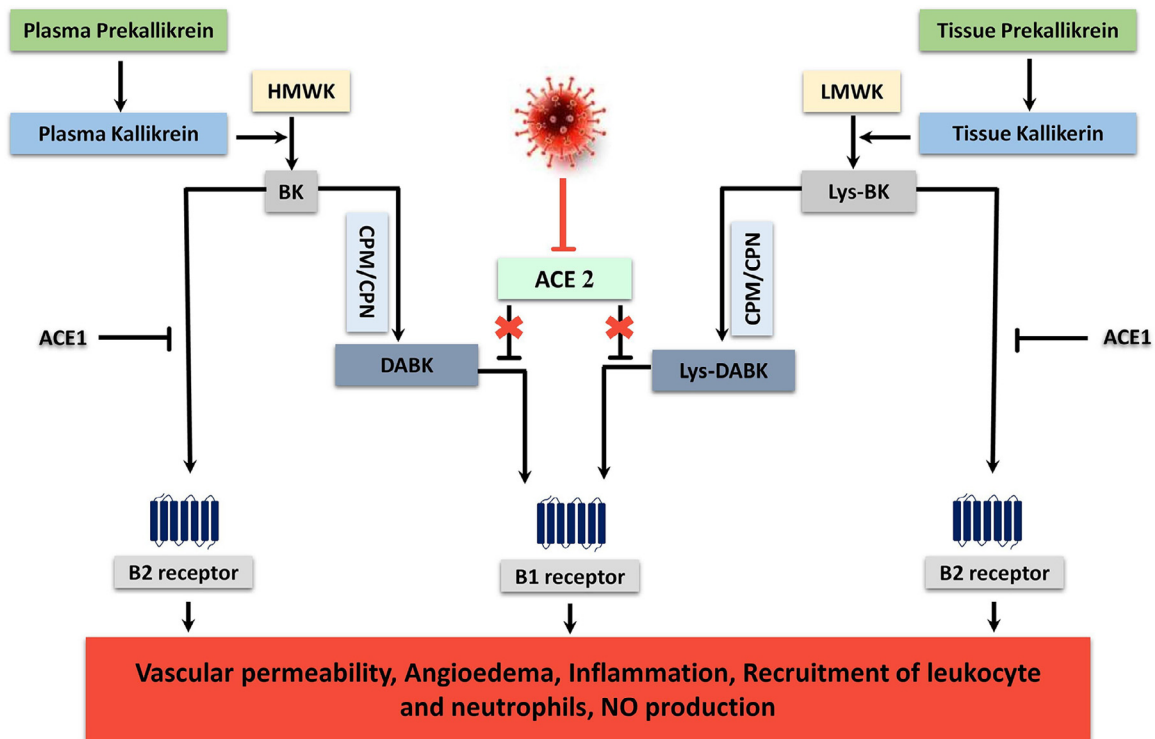 Plasma Prekallikrein
Tissue Prekallikrein
HMWK
LMWK
Plasma Kallikrein
Tissue Kallikerin
BK
Lys-BK
CPM/CPN
CPM/CPN
ACE 2
ACE1
ACE1
DABK
Lys-DABK
B2 receptor
B1 receptor
B2 receptor
Vascular permeability, Angioedema, Inflammation, Recruitment of leukocyte
and neutrophils, NO production